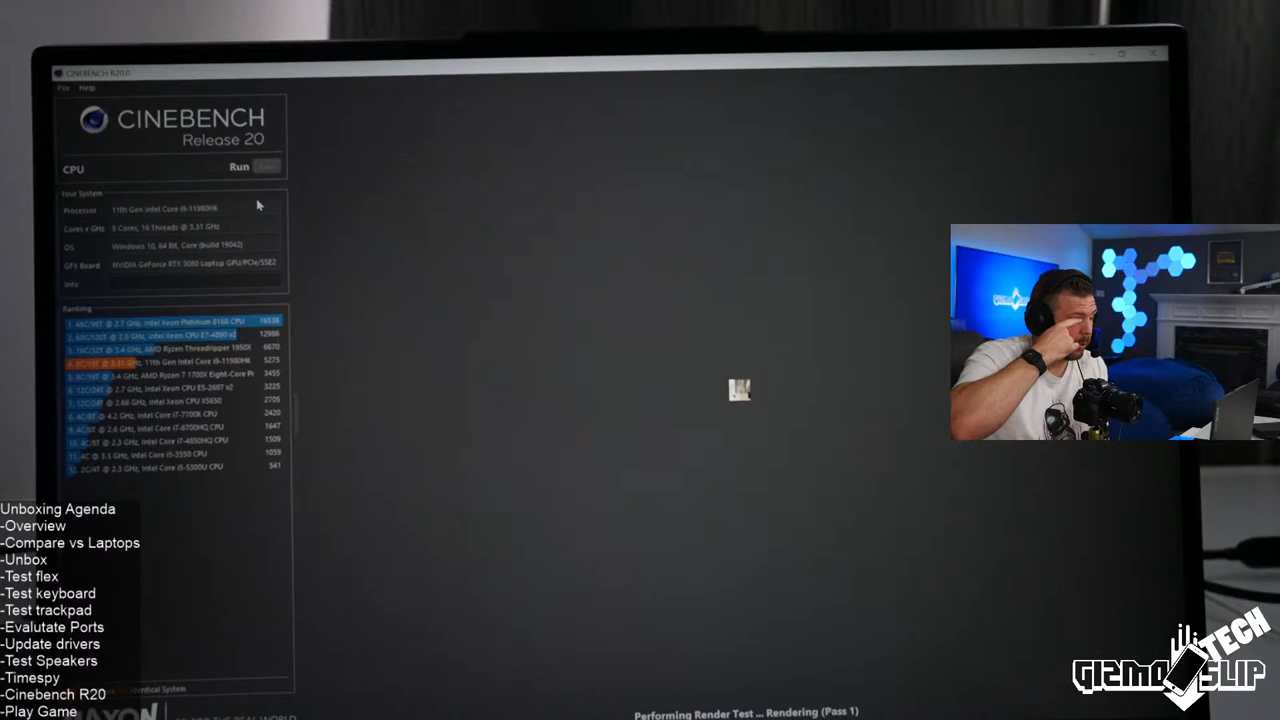 CINEBENCH R20.0
File Help
CINEBENCH
Release 20
CPU Run
Your System
Processor 11th Gen Intel Core i9-11980HK
Cores x GHz 8 Cores, 16 Threads @ 3.31 GHz
OS Windows 10, 64 Bit, Core (build 19042)
GFX Board NVIDIA GeForce RTX 3080 Laptop GPU/PCIe/SSE2
Info
Ranking
1. 48C/96T @ 2.7 GHz, Intel Xeon Platinum 8168 CPU 16536
2. 60C/120T @ 2.8 GHz, Intel Xeon CPU E7-4890 v2 12996
3. 16C/32T @ 3.4 GHz, AMD Ryzen Threadripper 1950X 6670
4. 8C/16T @ 3.31 GHz, 11th Gen Intel Core i9-11980HK 5275
5. 8C/16T @ 3.4 GHz, AMD Ryzen 7 1700X Eight-Core Pr 3455
6. 12C/24T @ 2.7 GHz, Intel Xeon CPU E5-2697 v2 3225
7. 12C/24T @ 2.66 GHz, Intel Xeon CPU X5650 2705
8. 4C/8T @ 4.2 GHz, Intel Core i7-7700K CPU 2420
9. 4C/8T @ 2.6 GHz, Intel Core i7-6700HQ CPU 1647
10. 4C/8T @ 2.3 GHz, Intel Core i7-4850HQ CPU 1509
11. 4C @ 3.3 GHz, Intel Core i5-3550 CPU 1059
12. 2C/4T @ 2.3 GHz, Intel Core i5-5300U CPU 541
Unboxing Agenda
-Overview
-Compare vs Laptops
-Unbox
-Test flex
-Test keyboard
-Test trackpad
-Evalutate Ports
-Update drivers
-Test Speakers
-Timespy
-Cinebench R20
-Play Game
Identical System
Performing Render Test ... Rendering (Pass 1)
GIZMOSLIP
TECH